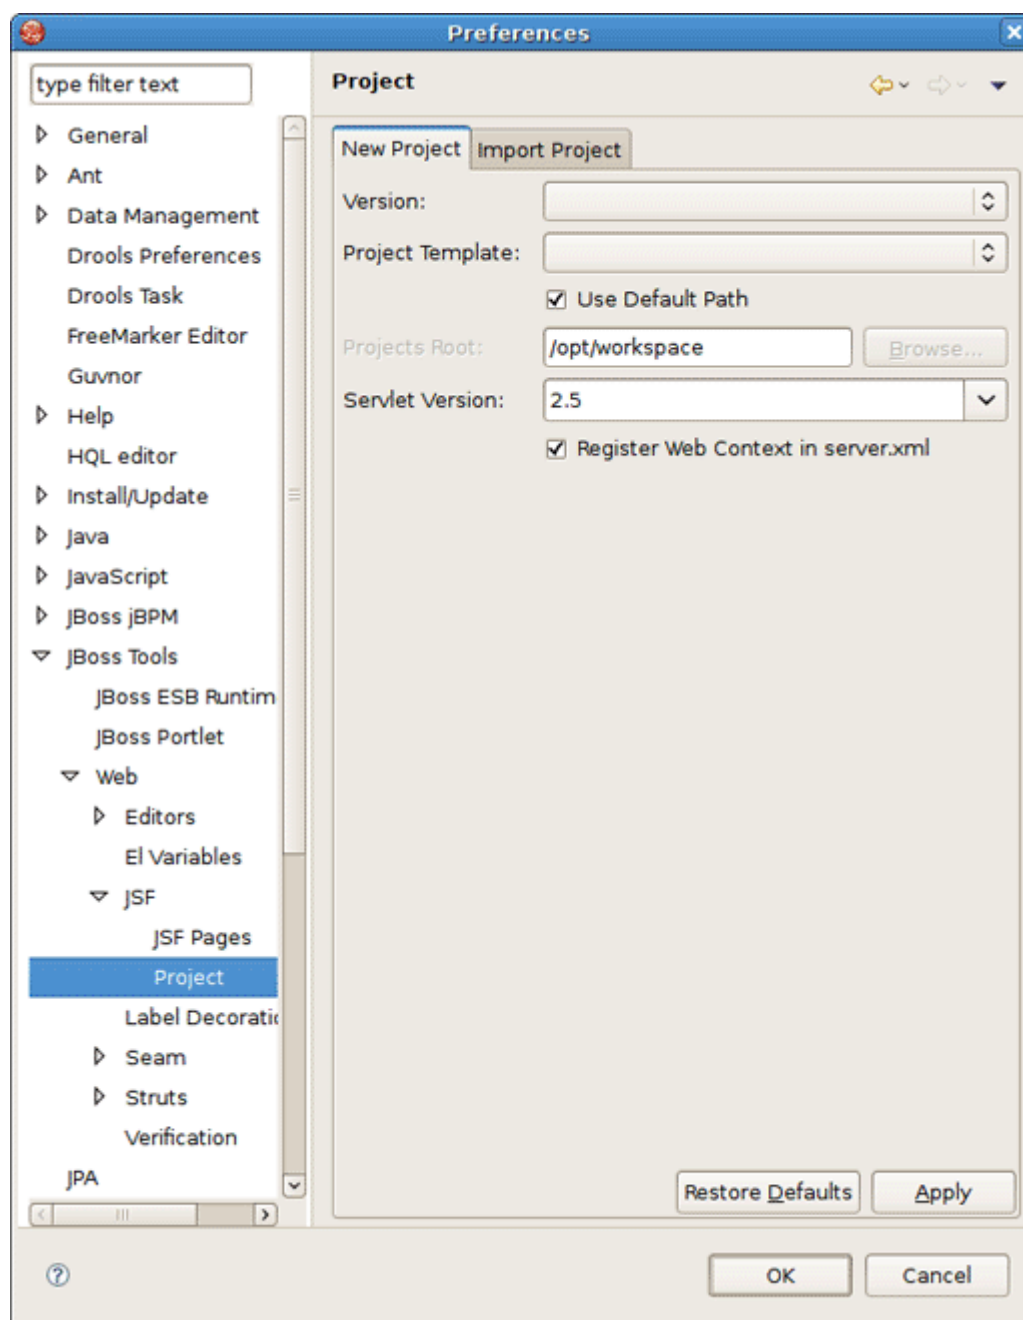 Preferences
type filter text
General
Ant
Data Management
Drools Preferences
Drools Task
FreeMarker Editor
Guvnor
Help
HQL editor
Install/Update
Java
JavaScript
JBoss jBPM
JBoss Tools
JBoss ESB Runtim
JBoss Portlet
Web
Editors
El Variables
JSF
JSF Pages
Project
Label Decoratio
Seam
Struts
Verification
JPA
Project
New Project Import Project
Version:
Project Template:
Use Default Path
Projects Root: /opt/workspace Browse...
Servlet Version: 2.5
Register Web Context in server.xml
Restore Defaults Apply
OK Cancel